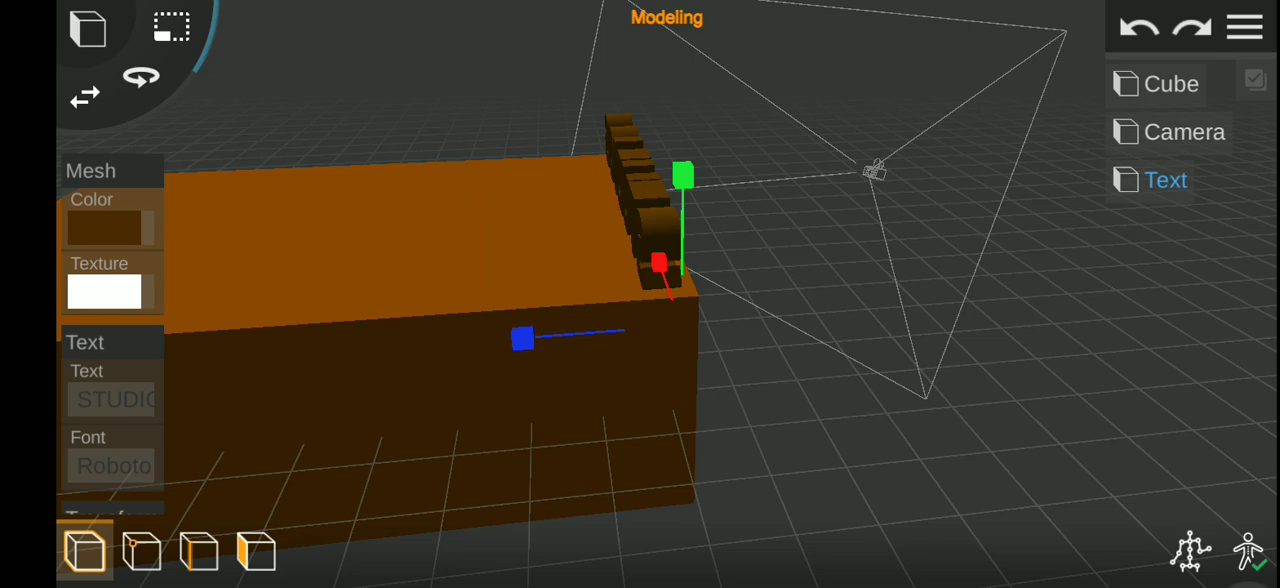 Modeling
Cube
Camera
Text
Mesh
Color
Texture
Text
Text
STUDIO
Font
Roboto